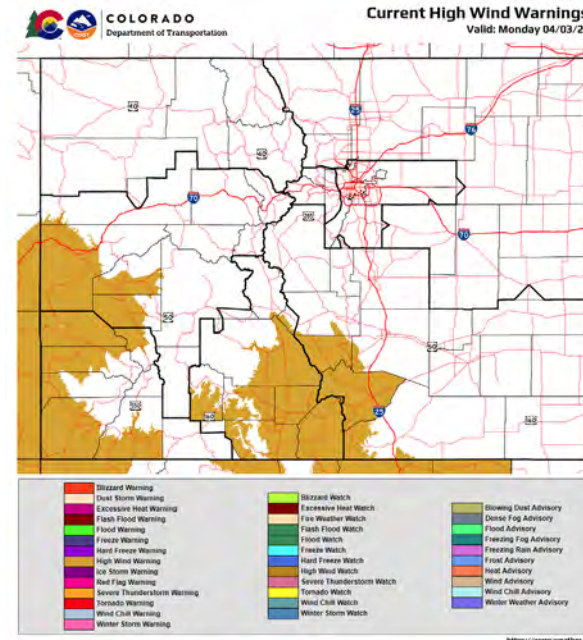 COLORADO
Department of Transportation
Current High Wind Warnings
Valid: Monday 04/03/2
40
25
76
40
70
70
50
50
25
160
160
Blizzard Warning
Dust Storm Warning
Excessive Heat Warning
Flash Flood Warning
Flood Warning
Freeze Warning
Hard Freeze Warning
High Wind Warning
Ice Storm Warning
Red Flag Warning
Severe Thunderstorm Warning
Tornado Warning
Wind Chill Warning
Winter Storm Warning
Blizzard Watch
Excessive Heat Watch
Fire Weather Watch
Flash Flood Watch
Flood Watch
Freeze Watch
Hard Freeze Watch
High Wind Watch
Severe Thunderstorm Watch
Tornado Watch
Wind Chill Watch
Winter Storm Watch
Blowing Dust Advisory
Dense Fog Advisory
Flood Advisory
Freezing Fog Advisory
Freezing Rain Advisory
Frost Advisory
Heat Advisory
Wind Advisory
Wind Chill Advisory
Winter Weather Advisory